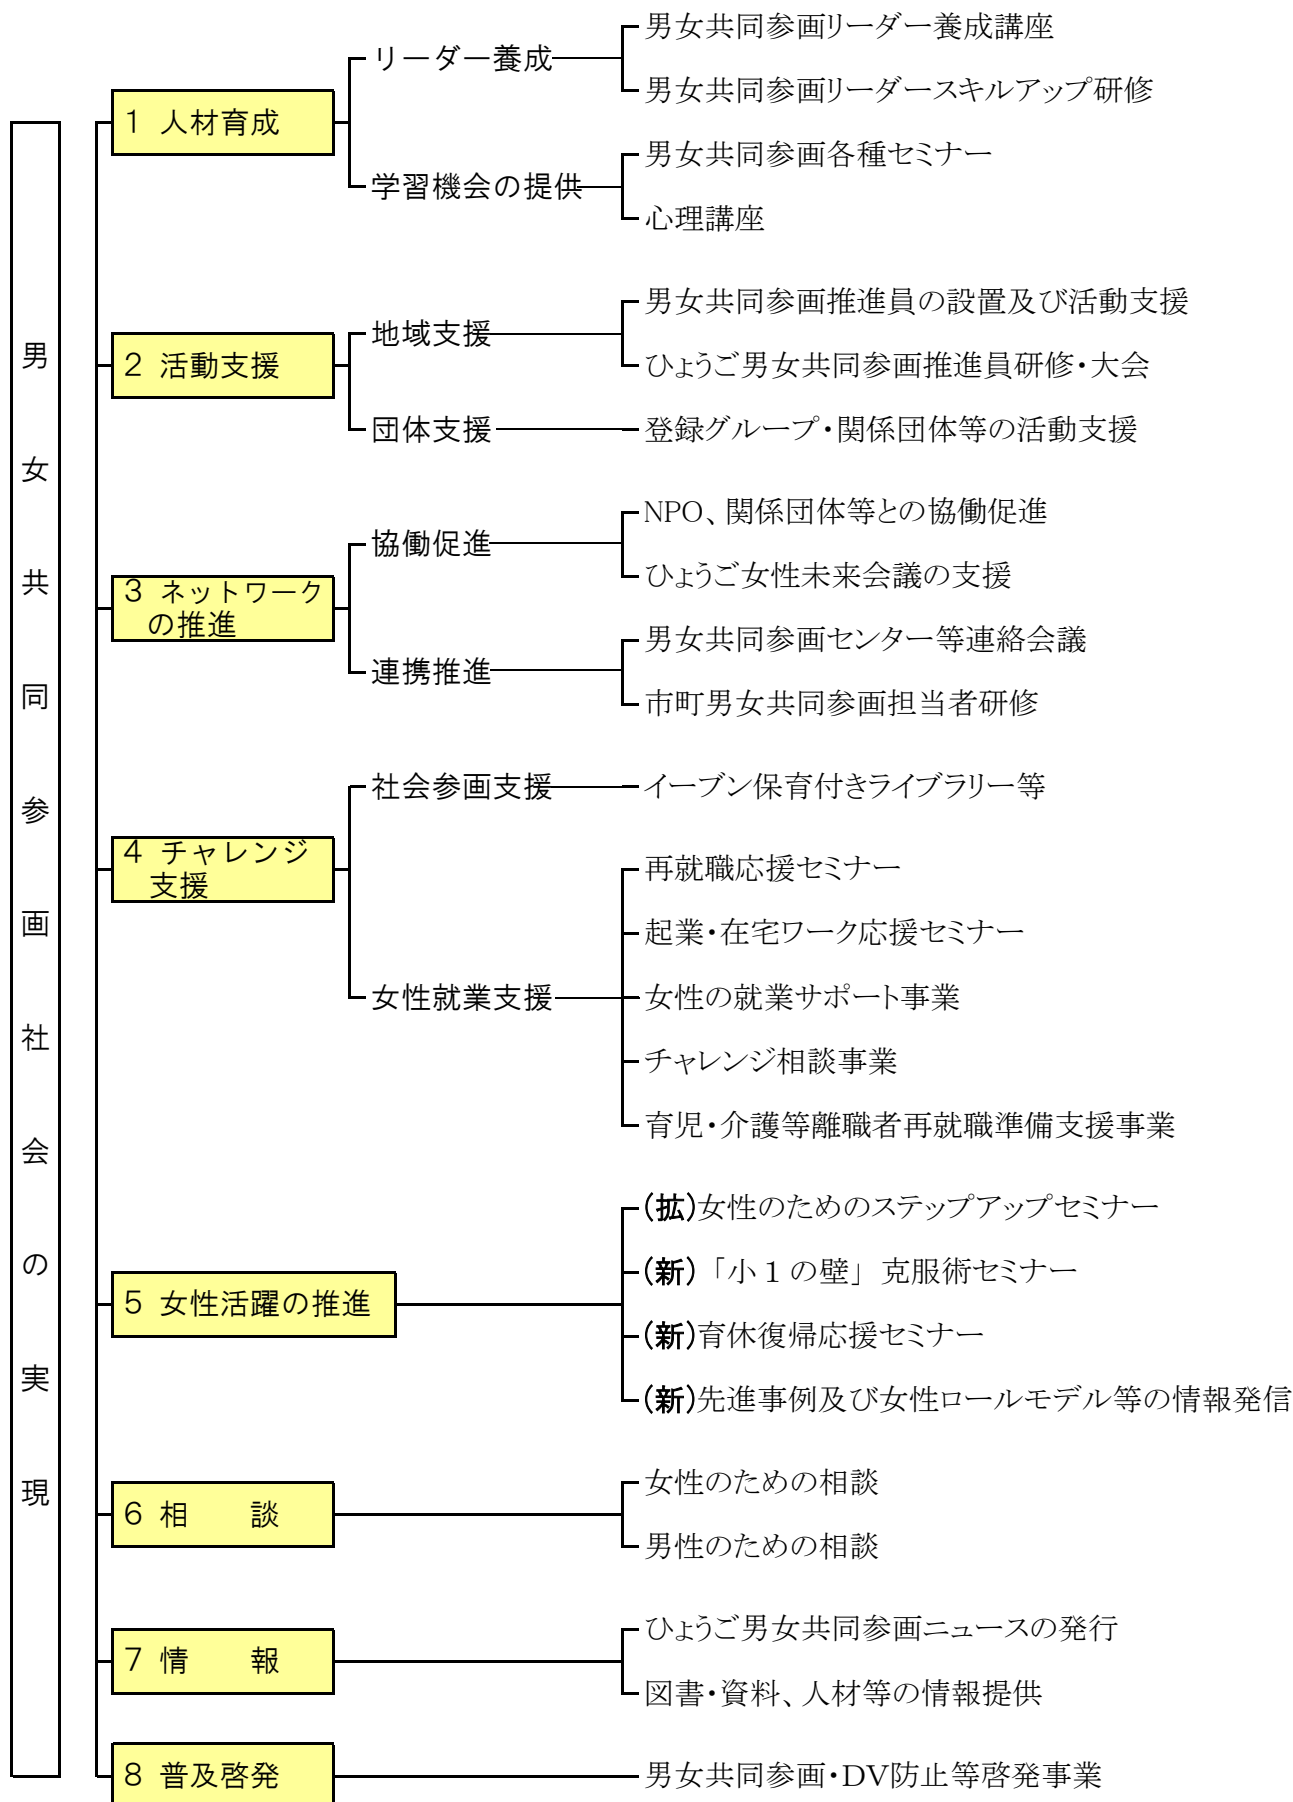 男女共同参画社会の実現
1 人材育成
リーダー養成
男女共同参画リーダー養成講座
男女共同参画リーダースキルアップ研修
学習機会の提供
男女共同参画各種セミナー
心理講座
2 活動支援
地域支援
男女共同参画推進員の設置及び活動支援
ひょうご男女共同参画推進員研修・大会
団体支援
登録グループ・関係団体等の活動支援
3 ネットワーク
の推進
協働促進
NPO、関係団体等との協働促進
ひょうご女性未来会議の支援
連携推進
男女共同参画センター等連絡会議
市町男女共同参画担当者研修
4 チャレンジ
支援
社会参画支援
イーブン保育付きライブラリー等
女性就業支援
再就職応援セミナー
起業・在宅ワーク応援セミナー
女性の就業サポート事業
チャレンジ相談事業
育児・介護等離職者再就職準備支援事業
5 女性活躍の推進
(拡)女性のためのステップアップセミナー
(新)「小１の壁」克服術セミナー
(新)育休復帰応援セミナー
(新)先進事例及び女性ロールモデル等の情報発信
6 相　　談
女性のための相談
男性のための相談
7 情　　報
ひょうご男女共同参画ニュースの発行
図書・資料、人材等の情報提供
8 普及啓発
男女共同参画・DV防止等啓発事業